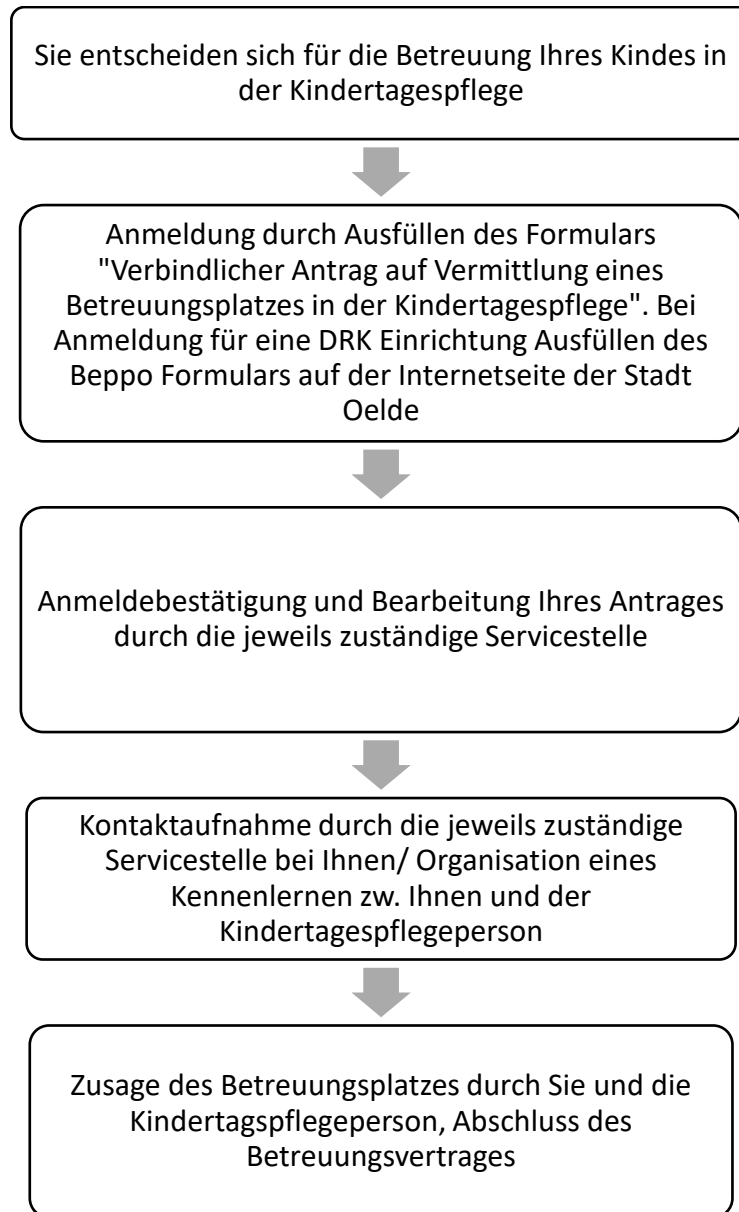 Sie entscheiden sich für die Betreuung Ihres Kindes in
der Kindertagespflege
Anmeldung durch Ausfüllen des Formulars
"Verbindlicher Antrag auf Vermittlung eines
Betreuungsplatzes in der Kindertagespflege". Bei
Anmeldung für eine DRK Einrichtung Ausfüllen des
Beppo Formulars auf der Internetseite der Stadt
Oelde
Anmeldebestätigung und Bearbeitung Ihres Antrages
durch die jeweils zuständige Servicestelle
Kontaktaufnahme durch die jeweils zuständige
Servicestelle bei Ihnen/ Organisation eines
Kennenlernen zw. Ihnen und der
Kindertagespflegeperson
Zusage des Betreuungsplatzes durch Sie und die
Kindertagspflegeperson, Abschluss des
Betreuungsvertrages